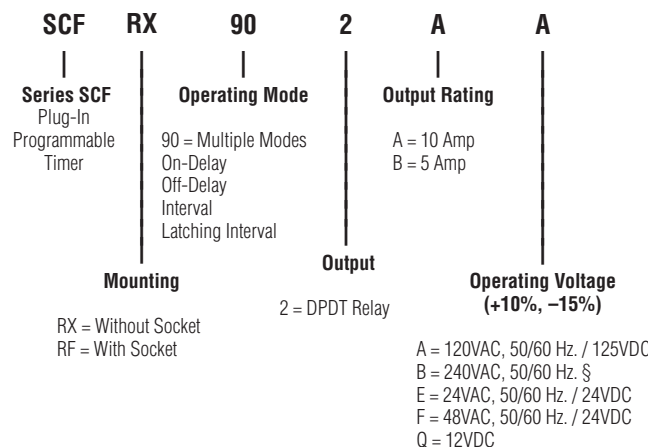 SCF RX 90 2 A A
Series SCF
Plug-In
Programmable
Timer
Operating Mode
90 = Multiple Modes
On-Delay
Off-Delay
Interval
Latching Interval
Output Rating
A = 10 Amp
B = 5 Amp
Mounting
RX = Without Socket
RF = With Socket
Output
2 = DPDT Relay
Operating Voltage
(+10%, –15%)
A = 120VAC, 50/60 Hz. / 125VDC
B = 240VAC, 50/60 Hz. §
E = 24VAC, 50/60 Hz. / 24VDC
F = 48VAC, 50/60 Hz. / 24VDC
Q = 12VDC